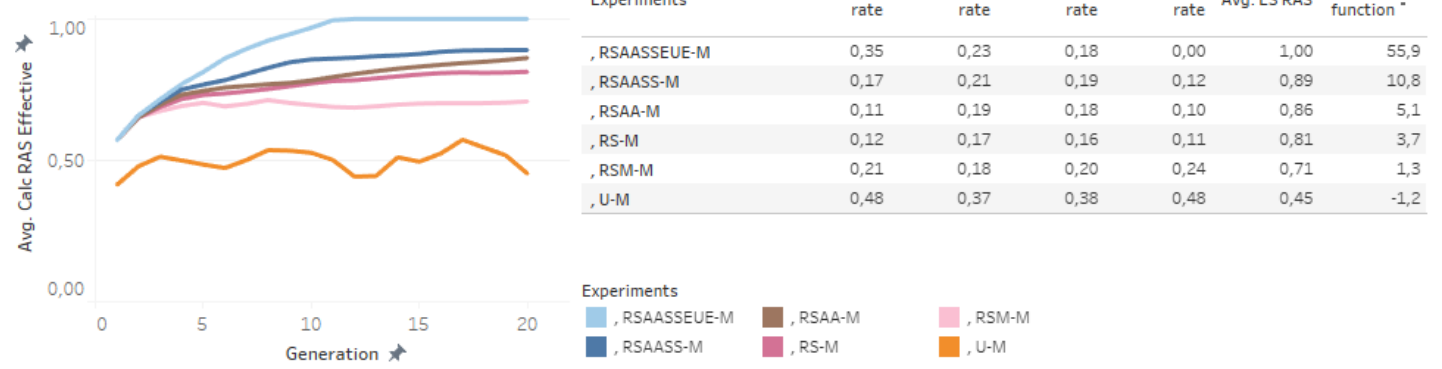 1,00
0,50
0,00
Avg. Calc RAS Effective
0 5 10 15 20
Generation
Experiments rate rate rate rate Avg. ES RAS function
, RSAASSEUE-M 0,35 0,23 0,18 0,00 1,00 55,9
, RSAASS-M 0,17 0,21 0,19 0,12 0,89 10,8
, RSAA-M 0,11 0,19 0,18 0,10 0,86 5,1
, RS-M 0,12 0,17 0,16 0,11 0,81 3,7
, RSM-M 0,21 0,18 0,20 0,24 0,71 1,3
, U-M 0,48 0,37 0,38 0,48 0,45 -1,2
Experiments
, RSAASSEUE-M , RSAA-M , RSM-M
, RSAASS-M , RS-M , U-M